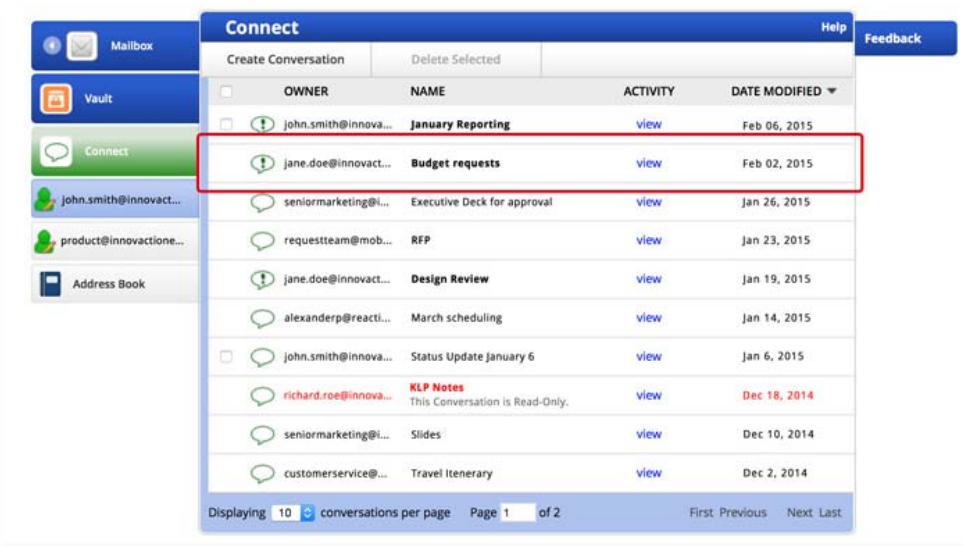 Mailbox
Vault
Connect
john.smith@innovact...
product@innovactione...
Address Book
Connect Help
Feedback
Create Conversation Delete Selected
OWNER NAME ACTIVITY DATE MODIFIED
john.smith@innova... January Reporting view Feb 06, 2015
jane.doe@innovact... Budget requests view Feb 02, 2015
seniormarketing@i... Executive Deck for approval view Jan 26, 2015
requestteam@mob... RFP view Jan 23, 2015
jane.doe@innovact... Design Review view Jan 19, 2015
alexanderp@reacti... March scheduling view Jan 14, 2015
john.smith@innova... Status Update January 6 view Jan 6, 2015
richard.roe@innova... KLP Notes view Dec 18, 2014
This Conversation is Read-Only.
seniormarketing@i... Slides view Dec 10, 2014
customerservice@... Travel Itenerary view Dec 2, 2014
Displaying 10 conversations per page Page 1 of 2 First Previous Next Last